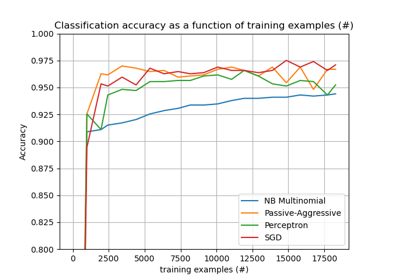 Classification accuracy as a function of training examples (#)
1.000
0.975
0.950
0.925
0.900
0.875
0.850
0.825
0.800
Accuracy
NB Multinomial
Passive-Aggressive
Perceptron
SGD
0 2500 5000 7500 10000 12500 15000 17500
training examples (#)